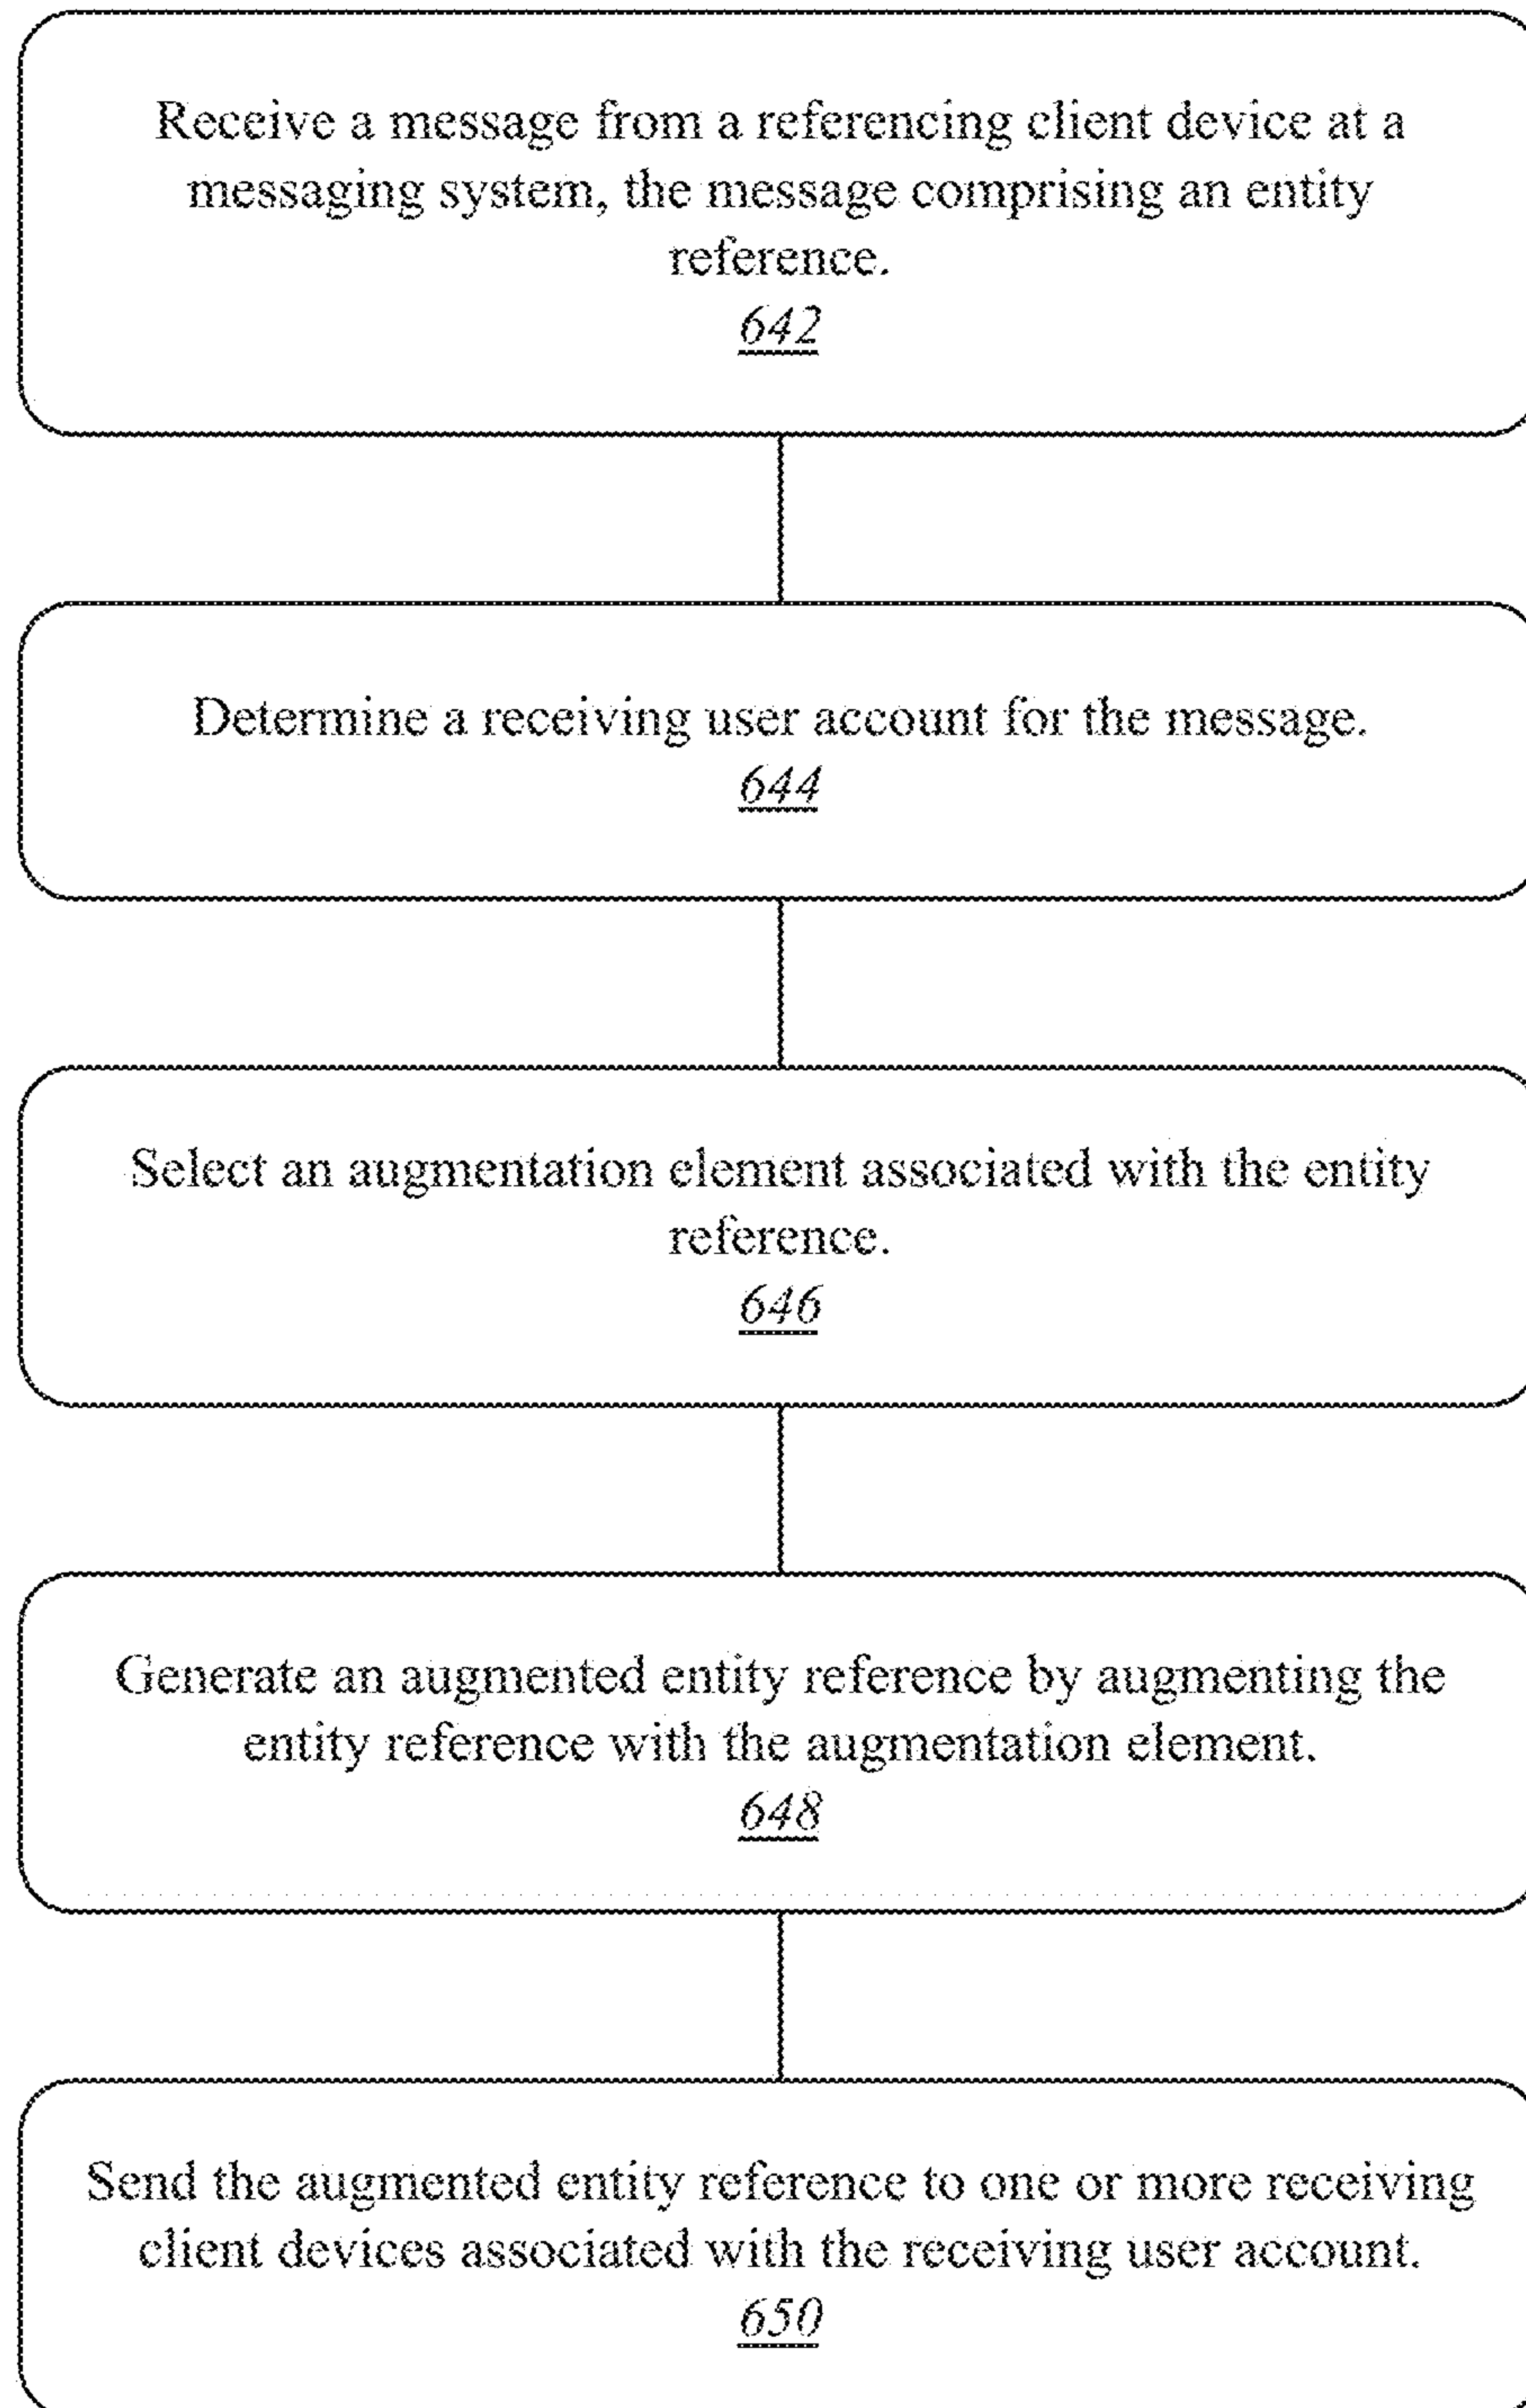 Receive a message from a referencing client device at a
messaging system, the message comprising an entity
reference.
642
Determine a receiving user account for the message.
644
Select an augmentation element associated with the entity
reference.
646
Generate an augmented entity reference by augmenting the
entity reference with the augmentation element.
648
Send the augmented entity reference to one or more receiving
client devices associated with the receiving user account.
650